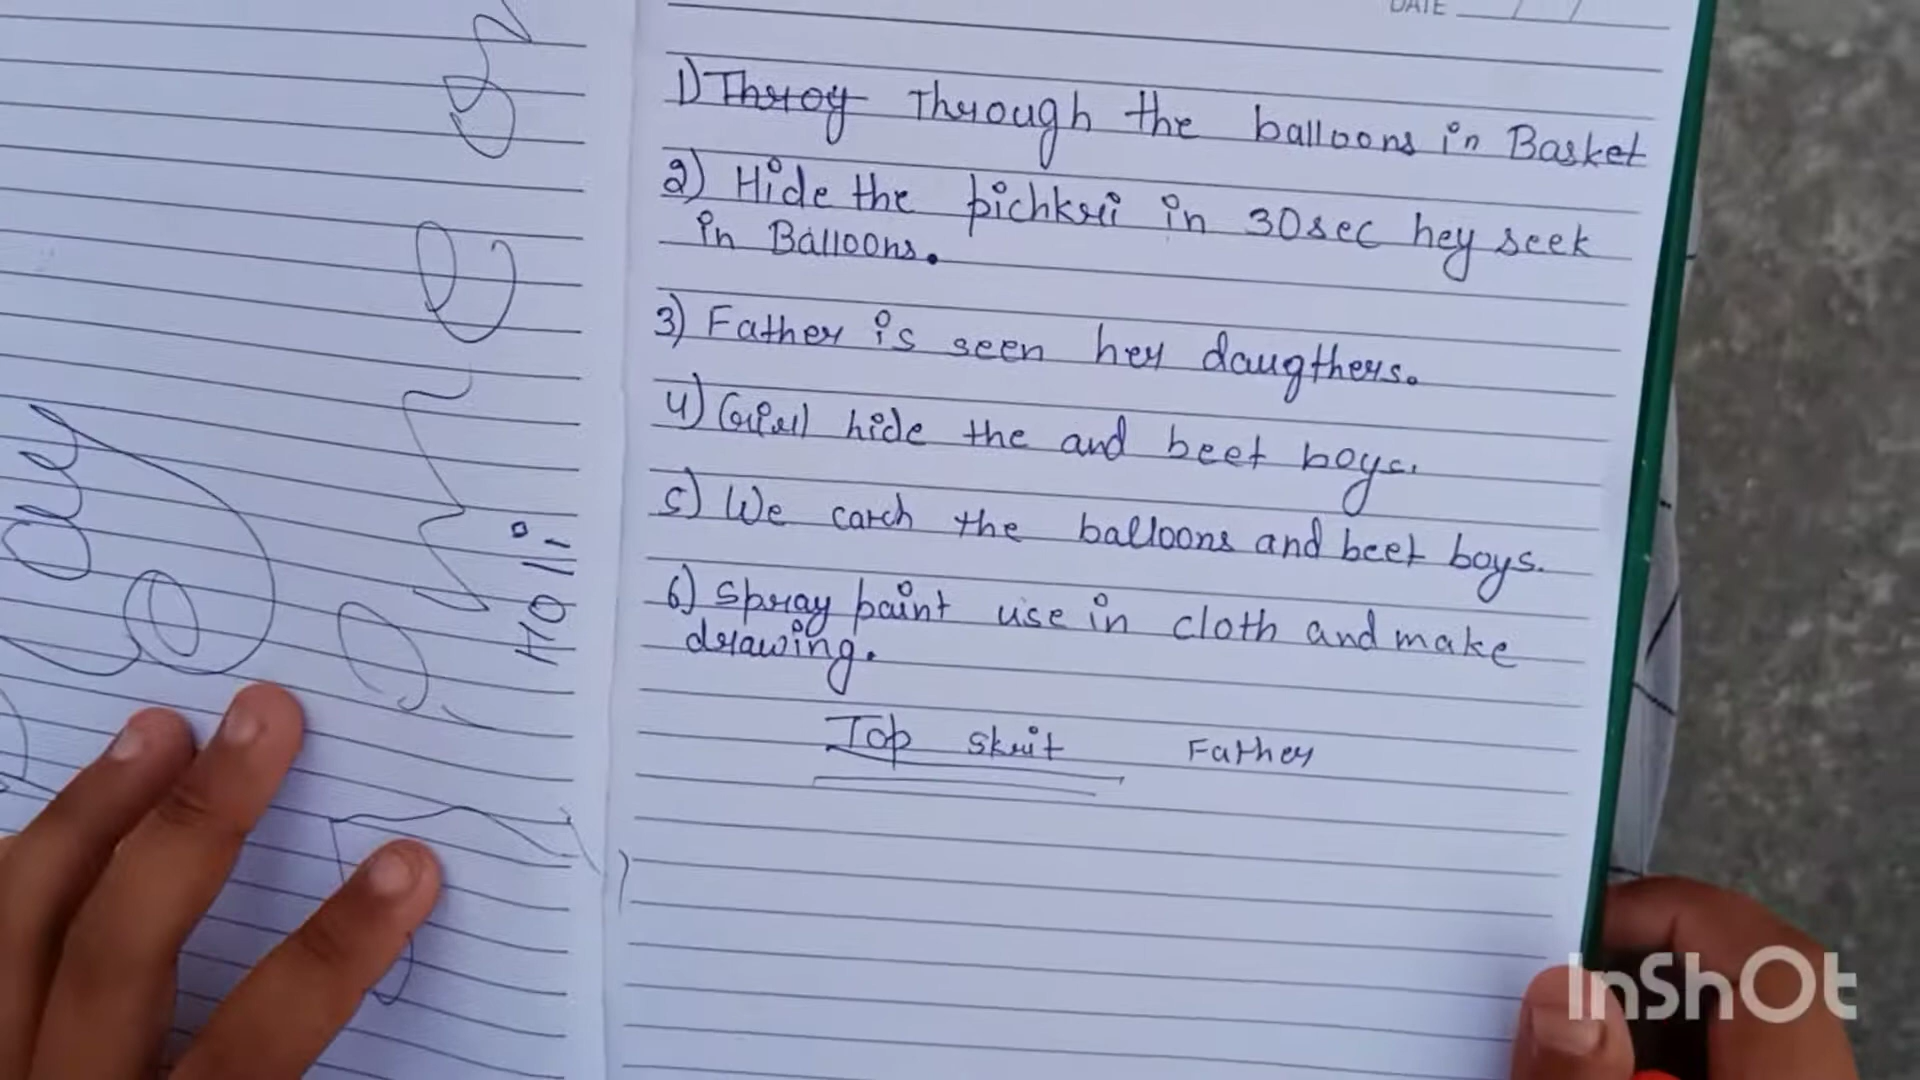 DATE
1) Throy Through the balloons in Basket
2) Hide the pichkri in 30sec hey seek
in Balloons.
3) Father is seen her daugthers.
4) Girl hide the and beet boys.
5) We catch the balloons and beet boys.
6) Spray paint use in cloth and make
drawing.
Top skrit Father
Holi
InShOt